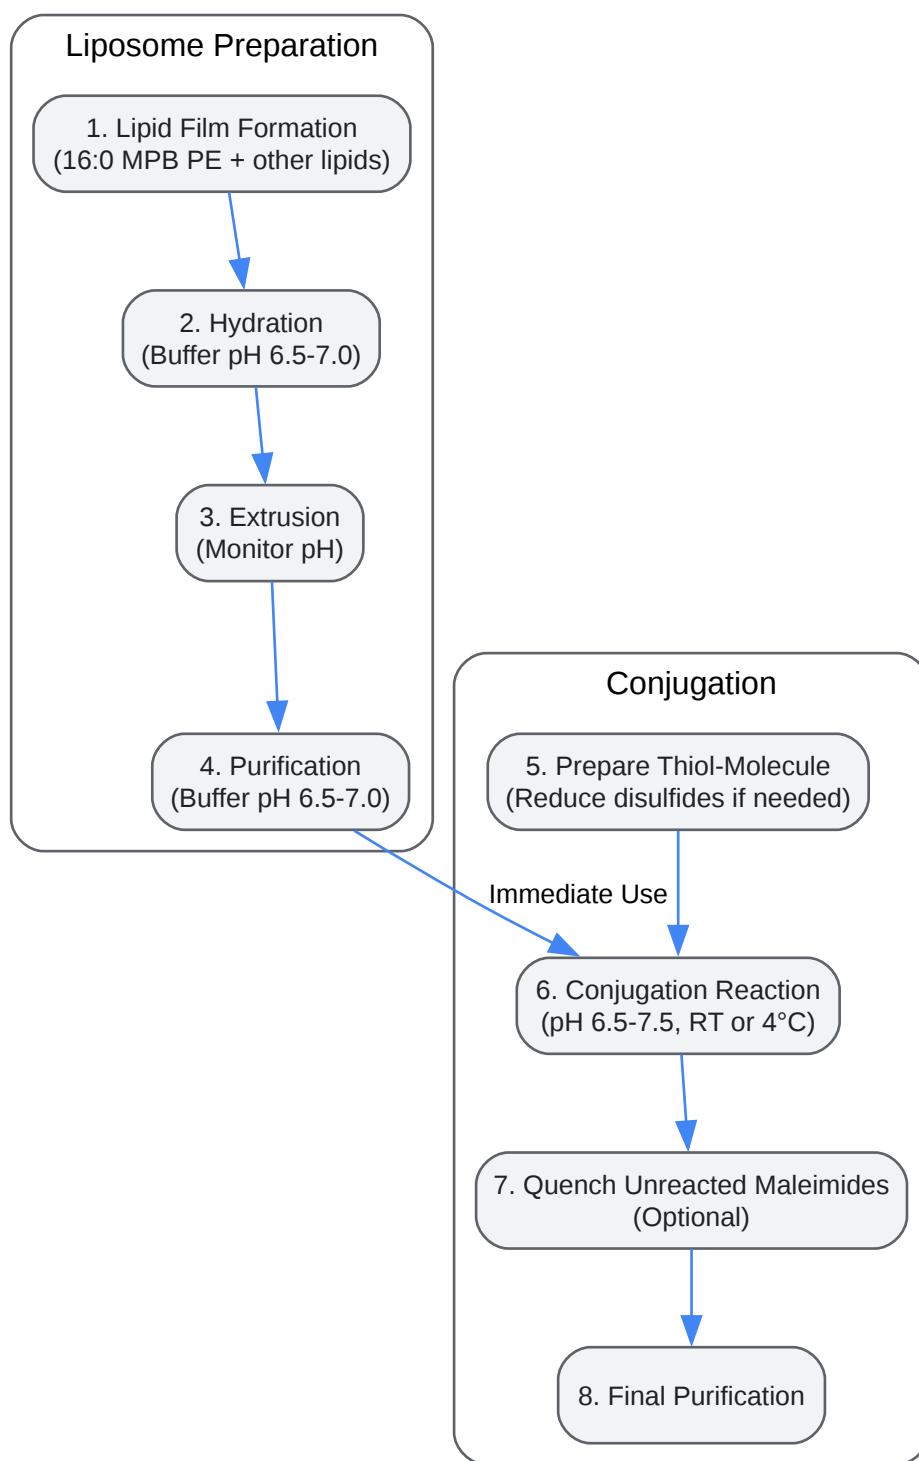 Liposome Preparation
1. Lipid Film Formation
(16:0 MPB PE + other lipids)
2. Hydration
(Buffer pH 6.5-7.0)
3. Extrusion
(Monitor pH)
4. Purification
(Buffer pH 6.5-7.0)
Conjugation
5. Prepare Thiol-Molecule
(Reduce disulfides if needed)
Immediate Use
6. Conjugation Reaction
(pH 6.5-7.5, RT or 4°C)
7. Quench Unreacted Maleimides
(Optional)
8. Final Purification